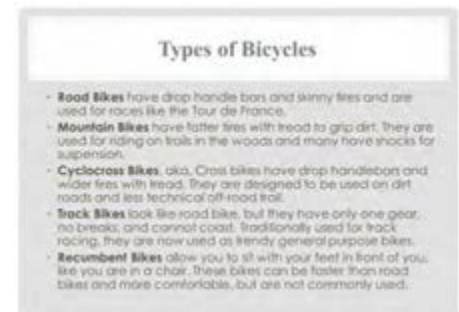 Types of Bicycles
• Road Bikes have drop handle bars and skinny tires and are
used for races like the Tour de France.
• Mountain Bikes have fatter tires with tread to grip dirt. They are
used for riding on trails in the woods and many have shocks for
suspension.
• Cyclocross Bikes, aka, Cross bikes have drop handlebars and
wider tires with tread. They are designed to be used on dirt
roads and less technical off-road trail.
• Track Bikes look like road bike, but they have only one gear,
no breaks, and cannot coast. Traditionally used for track
racing, they are now used as trendy general purpose bikes.
• Recumbent Bikes allow you to sit with your feet in front of you,
like you are in a chair. These bikes can be faster than road
bikes and more comfortable, but are not commonly used.